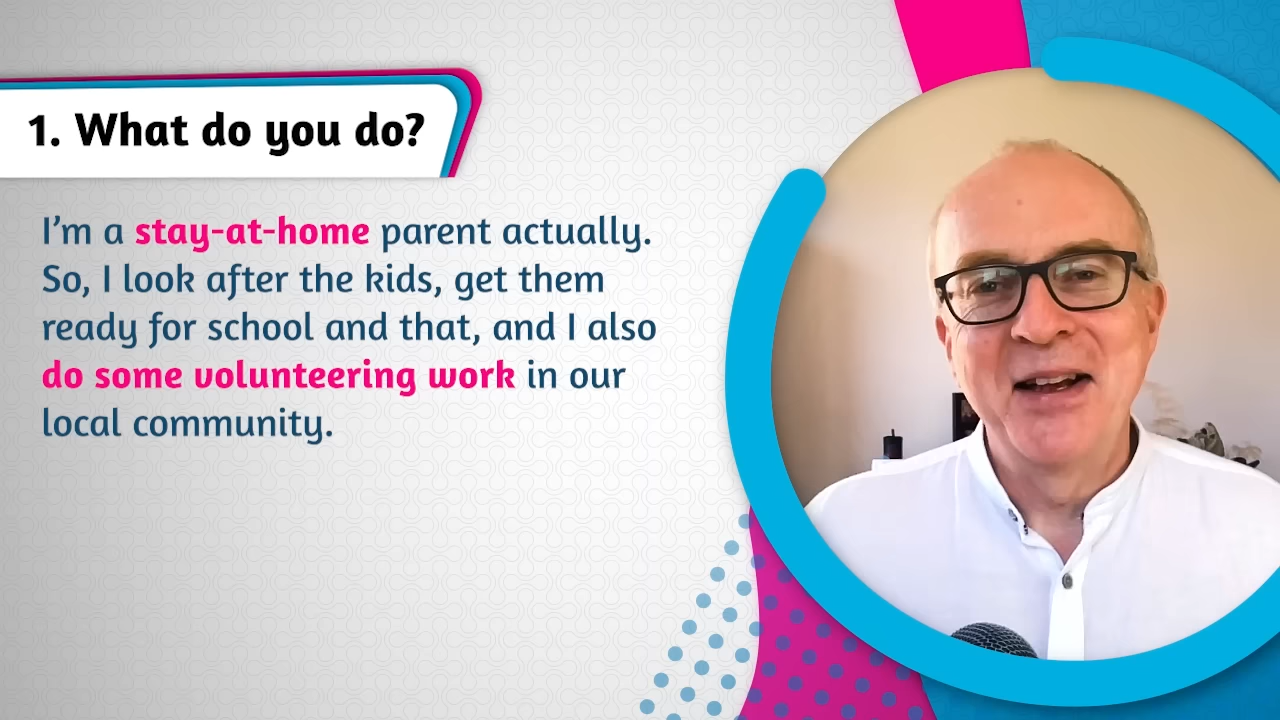 1. What do you do?
I’m a stay-at-home parent actually.
So, I look after the kids, get them
ready for school and that, and I also
do some volunteering work in our
local community.